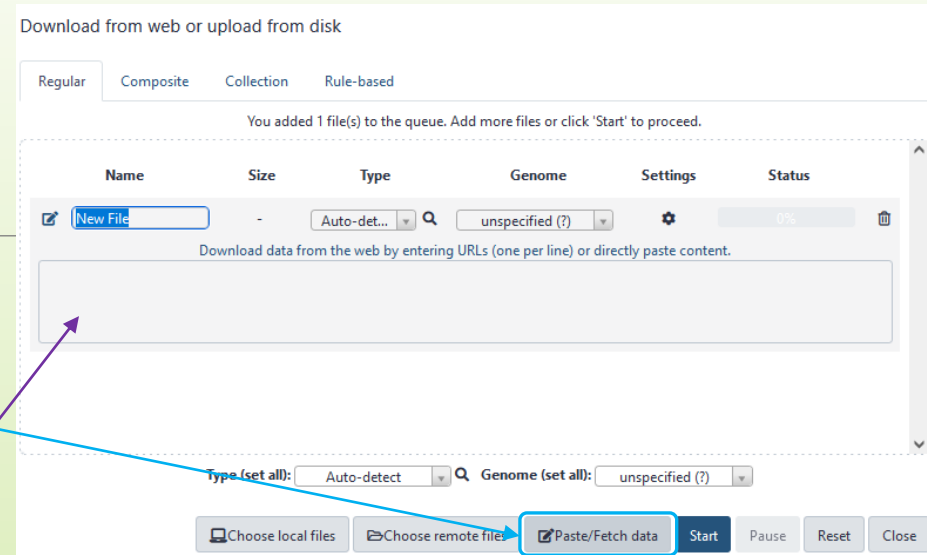 Download from web or upload from disk
Regular Composite Collection Rule-based
You added 1 file(s) to the queue. Add more files or click 'Start' to proceed.
Name Size Type Genome Settings Status
New File - Auto-det... unspecified (?) 0%
Download data from the web by entering URLs (one per line) or directly paste content.
Type (set all): Auto-detect Genome (set all): unspecified (?)
Choose local files Choose remote files Paste/Fetch data Start Pause Reset Close